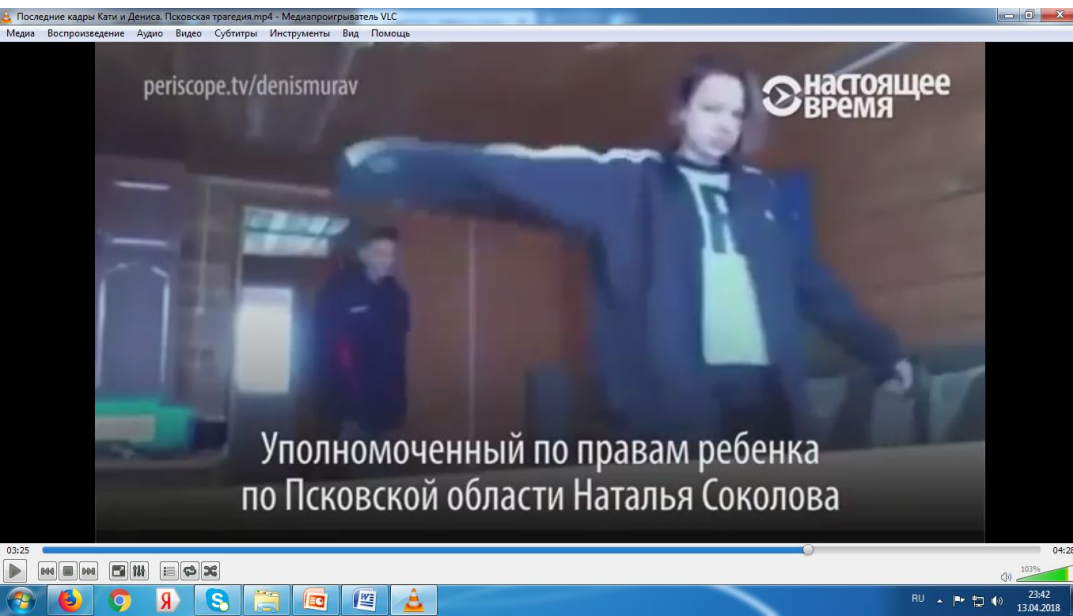 Последние кадры Кати и Дениса. Псковская трагедия.mp4 - Медиапроигрыватель VLC
Медиа Воспроизведение Аудио Видео Субтитры Инструменты Вид Помощь
periscope.tv/denismurav
НАСТОЯЩЕЕ
ВРЕМЯ
Уполномоченный по правам ребенка
по Псковской области Наталья Соколова
03:25
04:28
103%
RU
23:42
13.04.2018